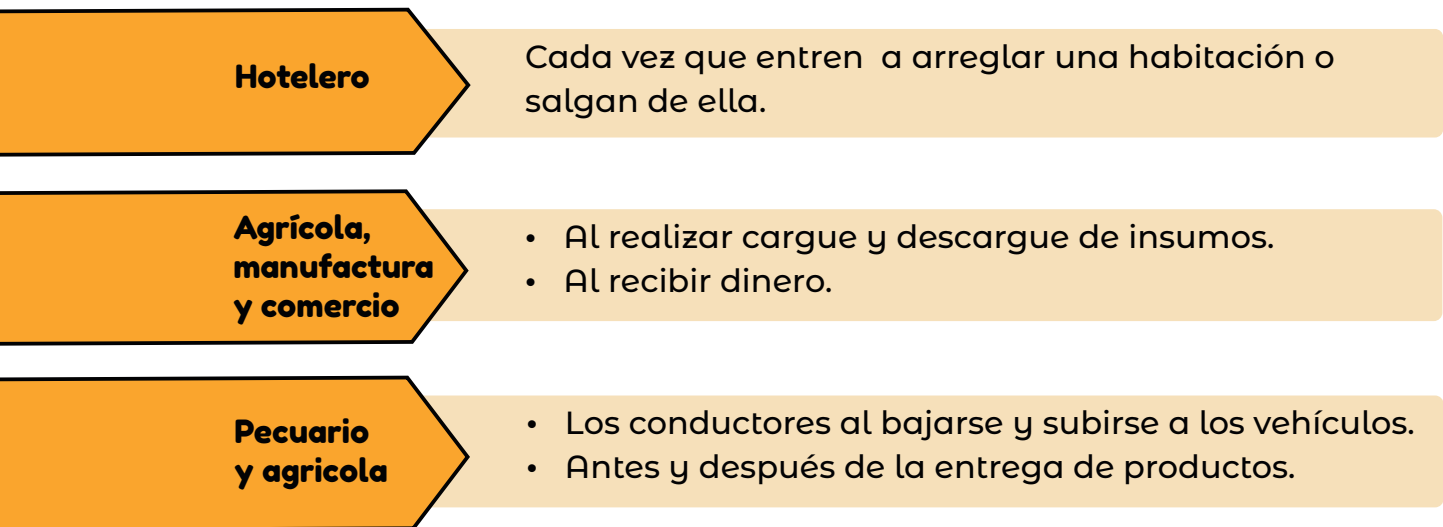 Hotelero
Cada vez que entren a arreglar una habitación o
salgan de ella.
Agrícola,
manufactura
y comercio
• Al realizar cargue y descargue de insumos.
• Al recibir dinero.
Pecuario
y agricola
• Los conductores al bajarse y subirse a los vehículos.
• Antes y después de la entrega de productos.